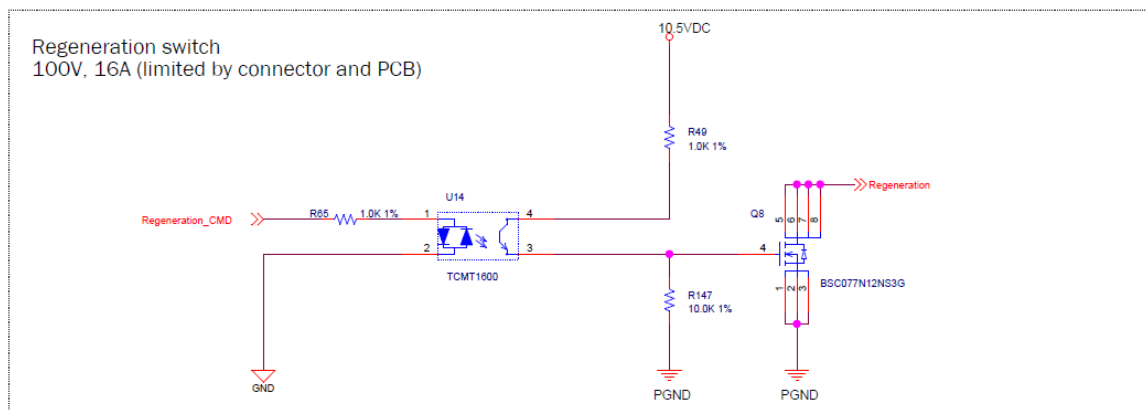 Regeneration switch
100V, 16A (limited by connector and PCB)
10.5VDC
R49
1.0K 1%
U14
Regeneration_CMD
R65
1.0K 1%
1
4
2
3
TCMT1600
Q8
5
6
7
8
Regeneration
4
1
2
3
BSC077N12NS3G
R147
10.0K 1%
GND
PGND
PGND